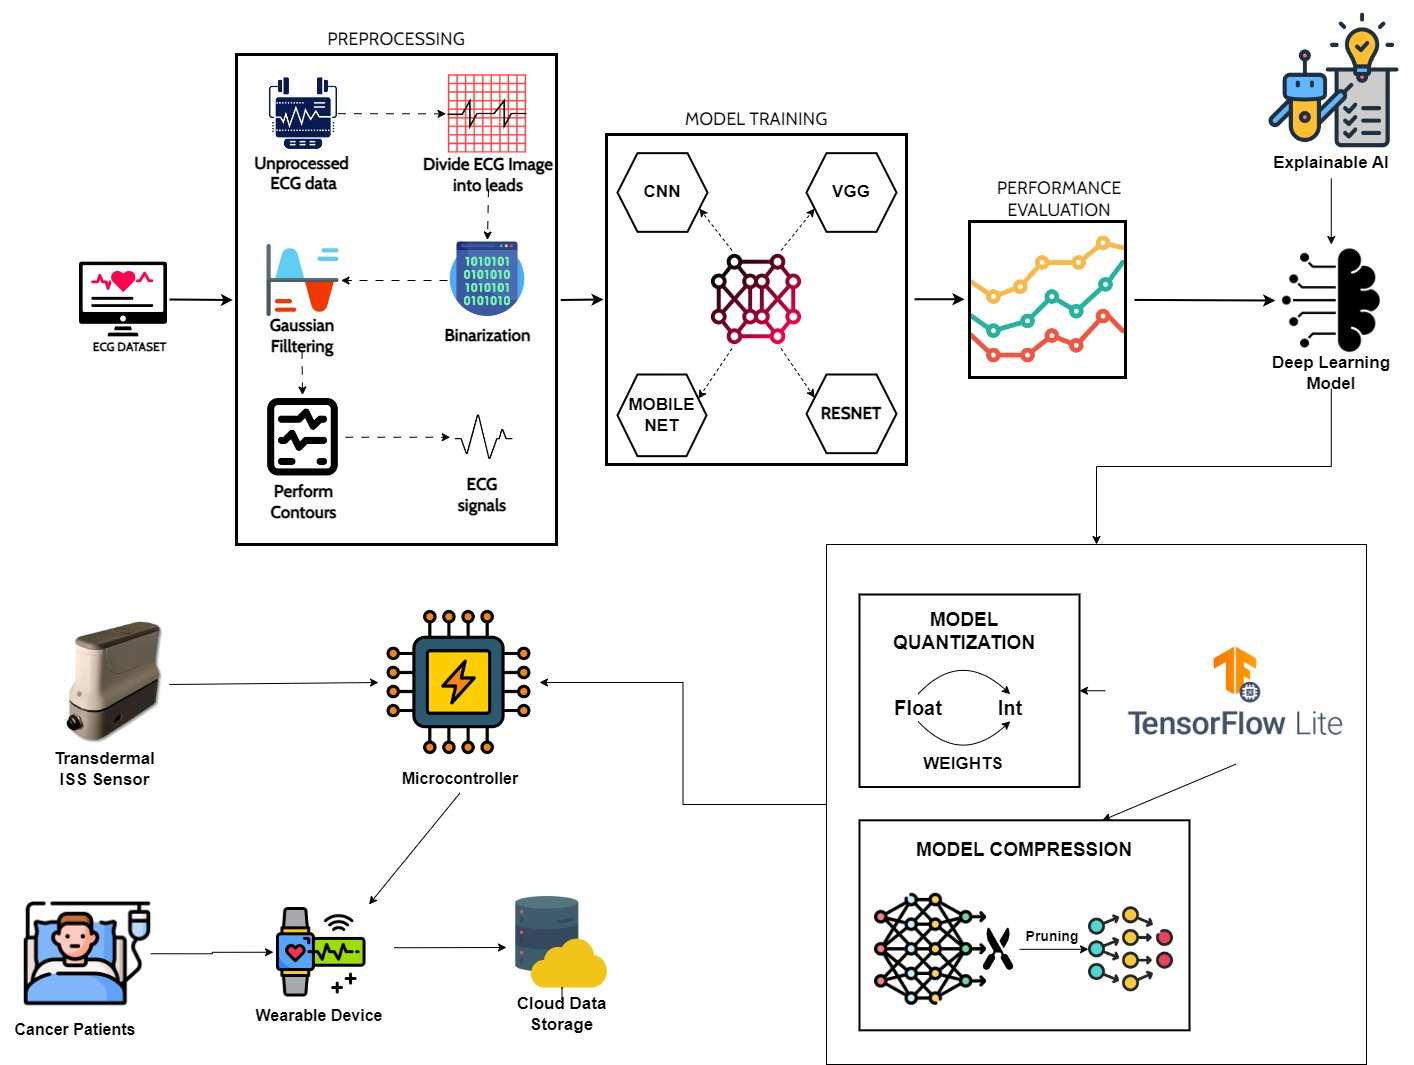 PREPROCESSING
Unprocessed
ECG data
Divide ECG Image
into leads
1010101
0101010
1010101
0101010
Gaussian
Filltering
Binarization
Perform
Contours
ECG
signals
ECG DATASET
MODEL TRAINING
CNN
VGG
MOBILE
NET
RESNET
PERFORMANCE
EVALUATION
Explainable AI
Deep Learning
Model
Transdermal
ISS Sensor
Microcontroller
MODEL
QUANTIZATION
Float
Int
WEIGHTS
TensorFlow Lite
MODEL COMPRESSION
Pruning
Cancer Patients
Wearable Device
Cloud Data
Storage